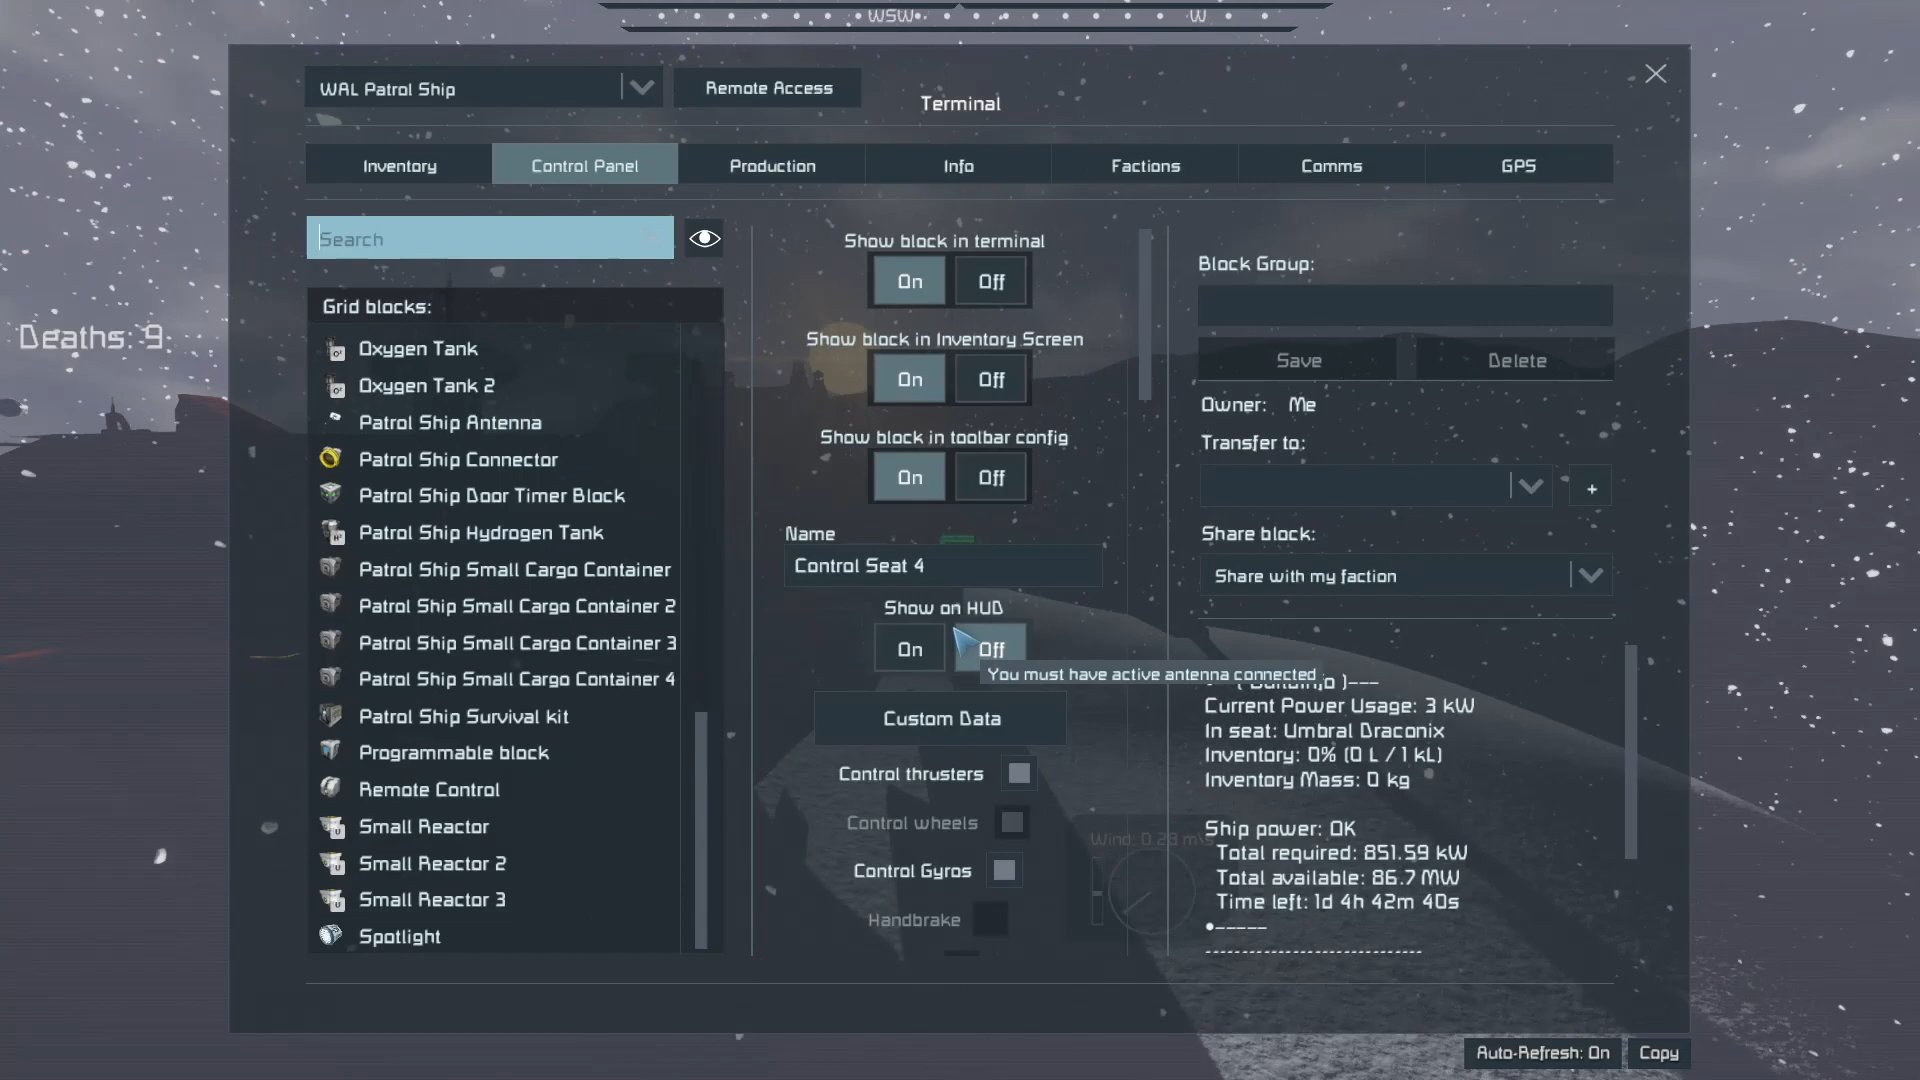 WSW
W
WAL Patrol Ship
Remote Access
Terminal
Inventory
Control Panel
Production
Info
Factions
Comms
GPS
Search
Grid blocks:
Oxygen Tank
Oxygen Tank 2
Patrol Ship Antenna
Patrol Ship Connector
Patrol Ship Door Timer Block
Patrol Ship Hydrogen Tank
Patrol Ship Small Cargo Container
Patrol Ship Small Cargo Container 2
Patrol Ship Small Cargo Container 3
Patrol Ship Small Cargo Container 4
Patrol Ship Survival kit
Programmable block
Remote Control
Small Reactor
Small Reactor 2
Small Reactor 3
Spotlight
Deaths: 9
Show block in terminal
On Off
Show block in Inventory Screen
On Off
Show block in toolbar config
On Off
Name
Control Seat 4
Show on HUD
On Off
You must have active antenna connected
Custom Data
Control thrusters
Control wheels
Control Gyros
Handbrake
Wind: 0.23 m/s
Block Group:
Save Delete
Owner: Me
Transfer to:
+
Share block:
Share with my faction
)---
Current Power Usage: 3 kW
In seat: Umbral Draconix
Inventory: 0% (0 L / 1 kL)
Inventory Mass: 0 kg
Ship power: OK
Total required: 851.59 kW
Total available: 86.7 MW
Time left: 1d 4h 42m 40s
•-----
-----------------------------
Auto-Refresh: On
Copy